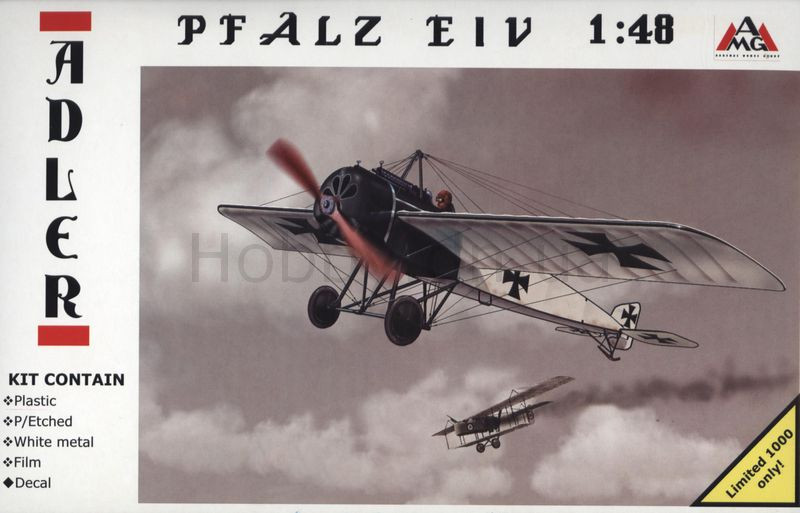 PFALZ EIV 1:48
AMG
ADLER
KIT CONTAIN
❖Plastic
❖P/Etched
❖White metal
❖Film
◆Decal
Limited 1000
only!